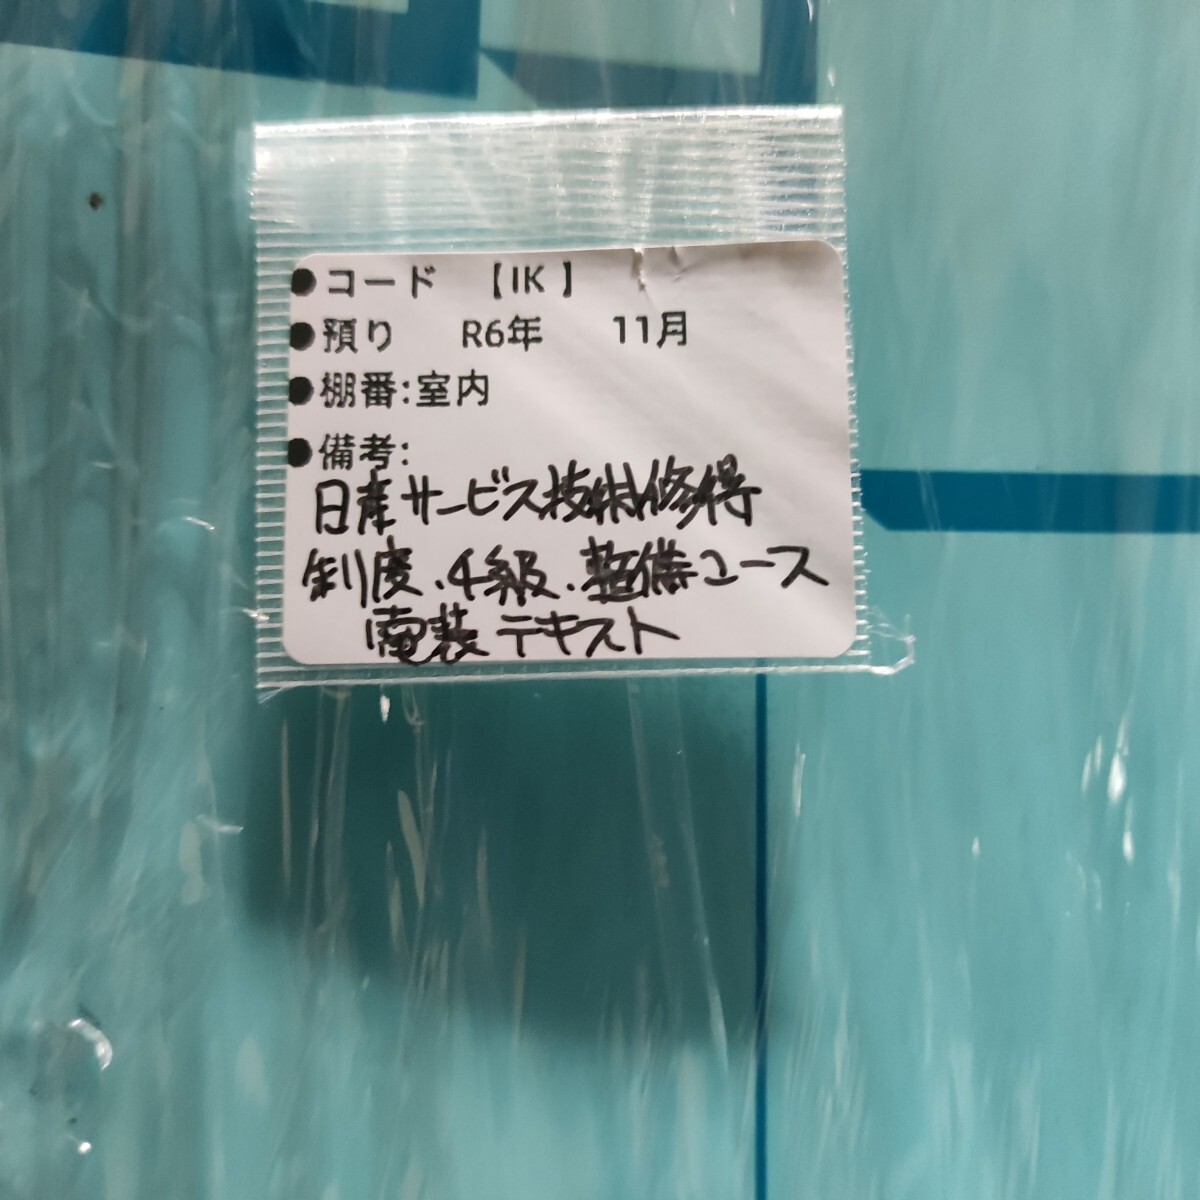 ●コード 【IK】
●預り R6年 11月
●棚番:室内
●備考:
日産サービス技術修得
制度.4級.整備コース
電装テキスト